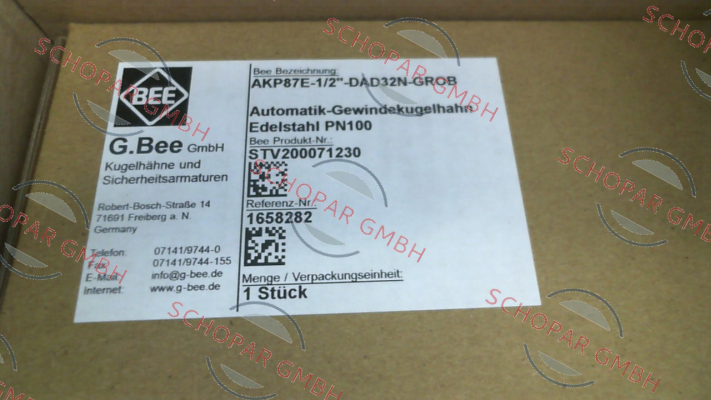 BEE
G.Bee GmbH
Kugelhähne und
Sicherheitsarmaturen
Robert-Bosch-Straße 14
71691 Freiberg a. N.
Germany
Telefon: 07141/9744-0
Fax: 07141/9744-155
E-Mail: info@g-bee.de
Internet: www.g-bee.de
Bee Bezeichnung:
AKP87E-1/2"-DAD32N-GROB
Automatik-Gewindekugelhahn
Edelstahl PN100
Bee Produkt-Nr.:
STV200071230
Referenz-Nr.:
1658282
Menge / Verpackungseinheit:
1 Stück
SCHOPAR GMBH
SCHOPAR GMBH
SCHOPAR GMBH
SCHOPAR GMBH
SCHOPAR GMBH
SCHOPAR GMBH